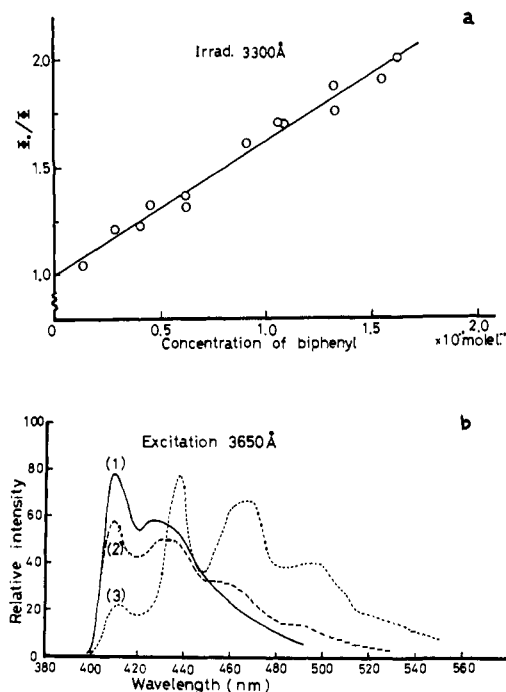 a
Irrad. 3300Å
Φ₀/Φ
2.0
1.5
1.0
0 0.5 1.0 1.5 2.0
Concentration of biphenyl
b
Excitation 3650Å
Relative intensity
100
80
60
40
20
0
(1)
(2)
(3)
380 400 420 440 460 480 500 520 540 560
Wavelength (nm)